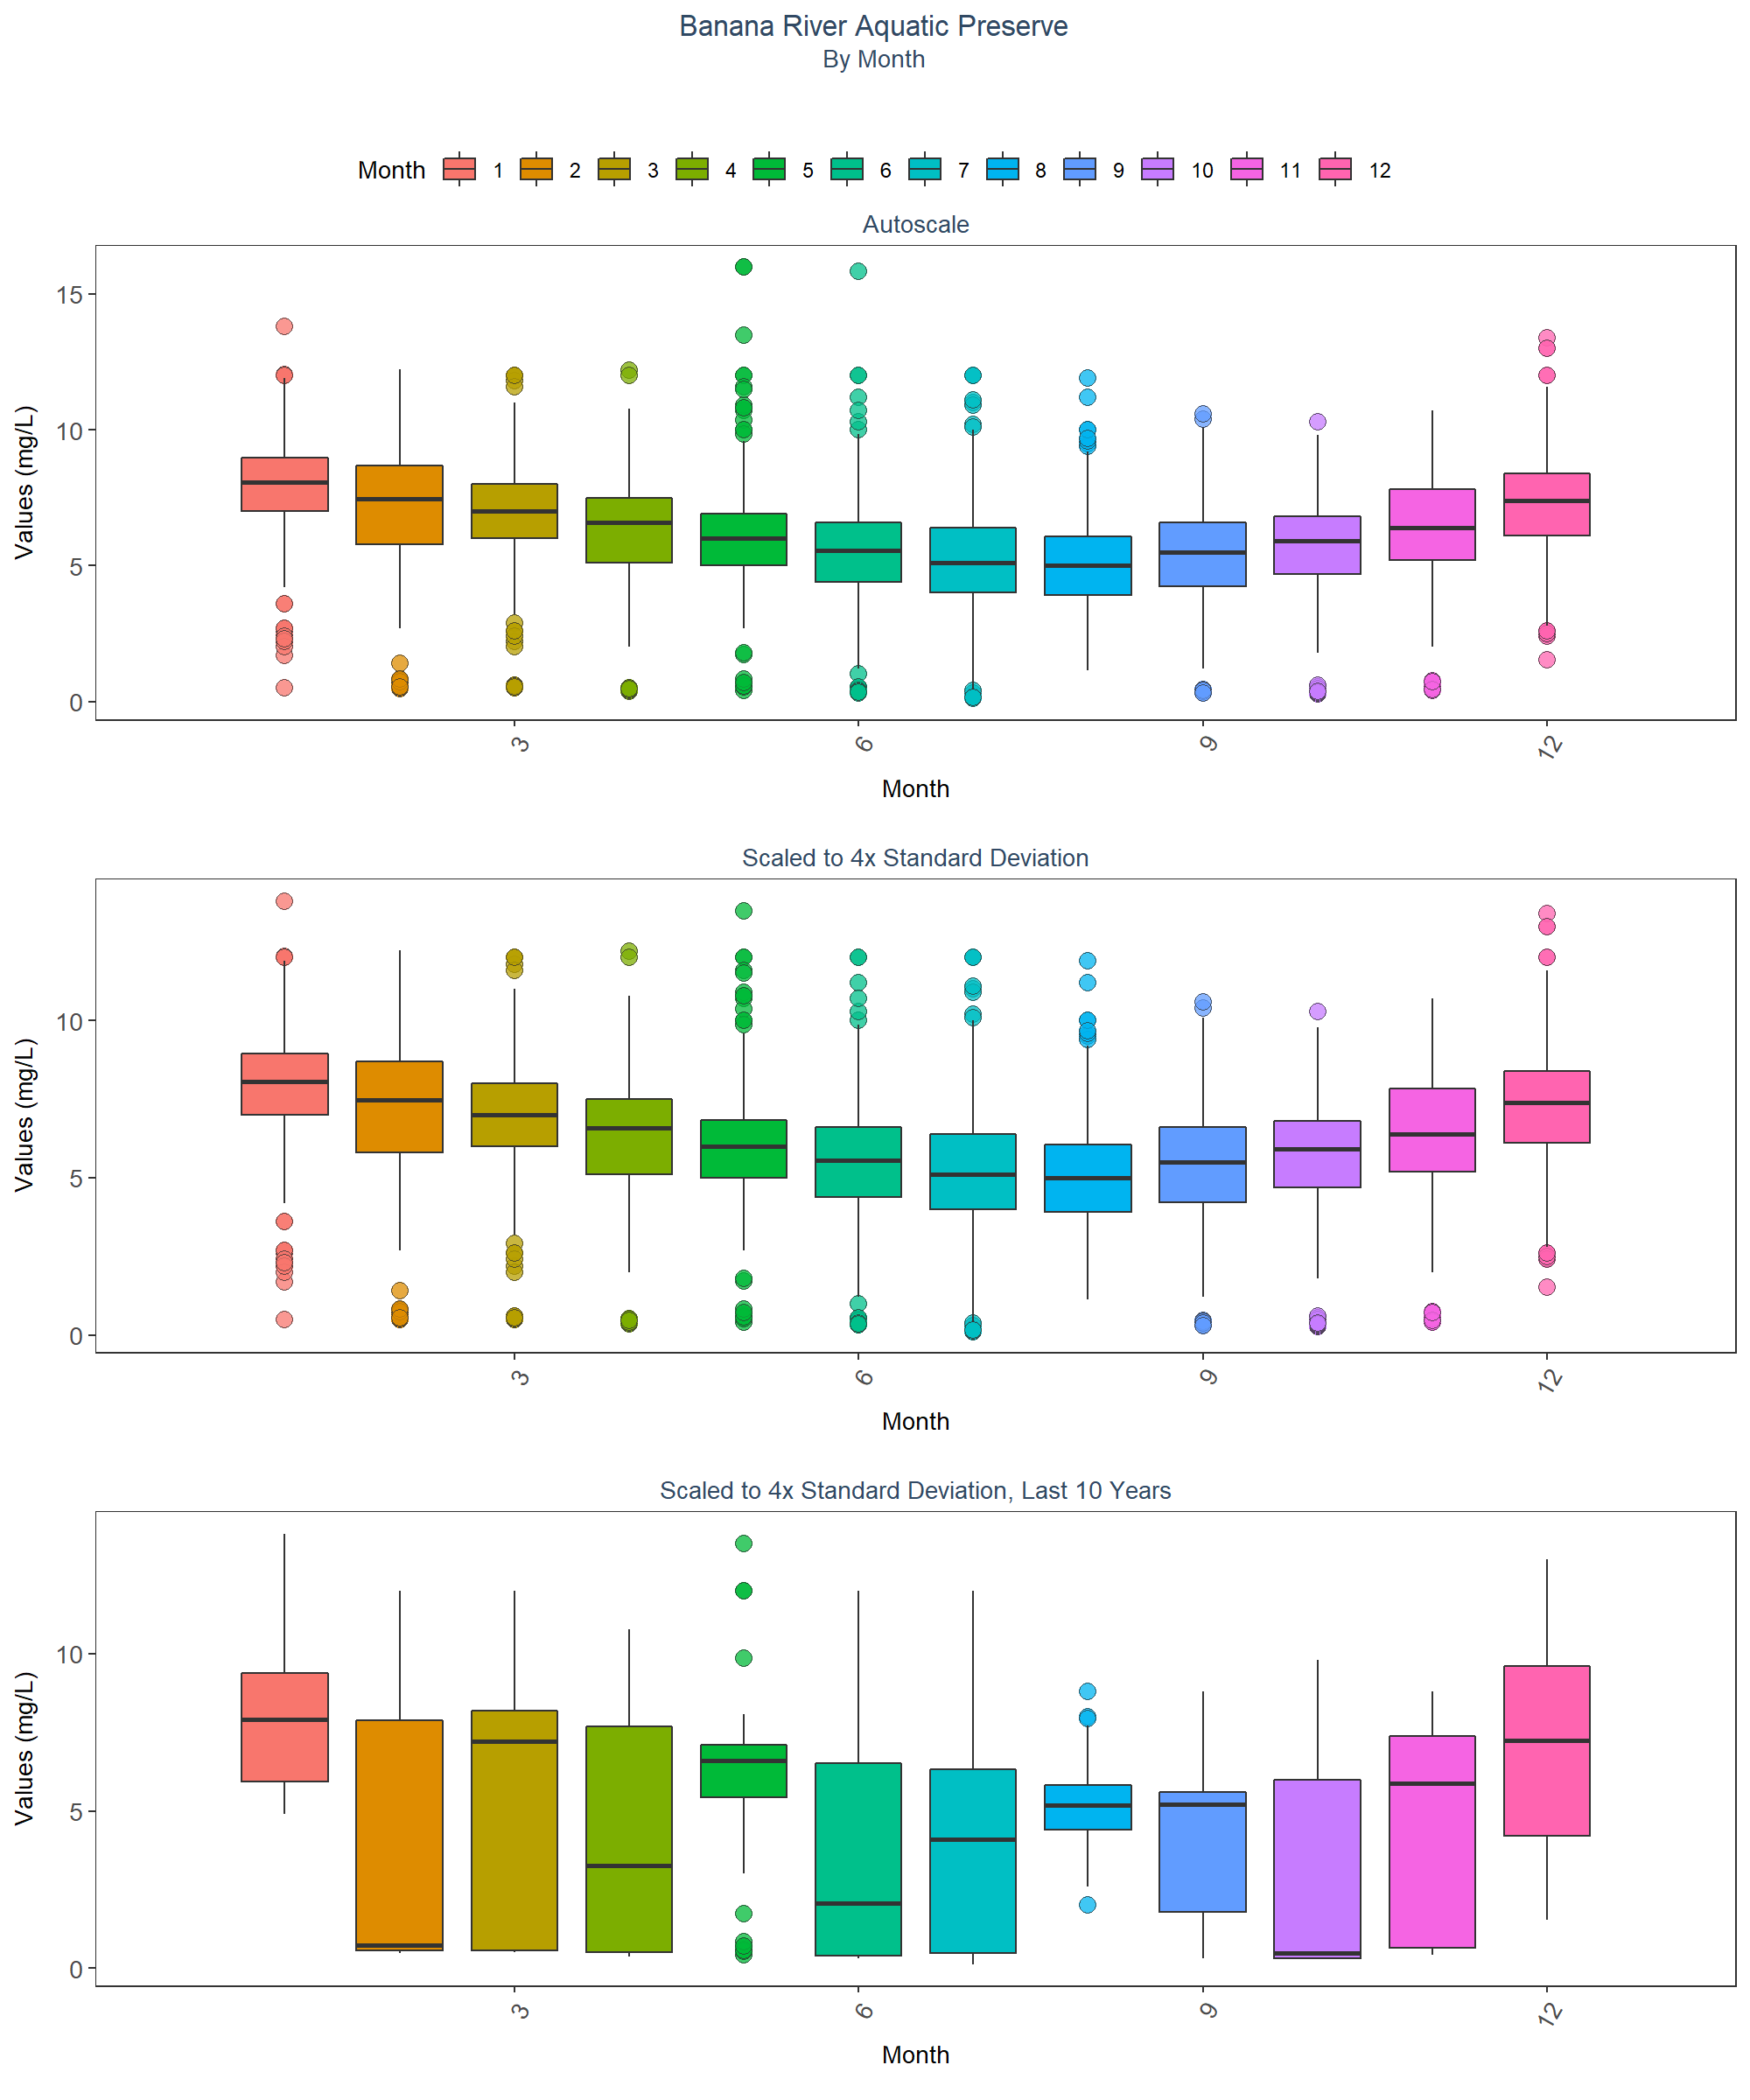 Banana River Aquatic Preserve
By Month
Month 1 2 3 4 5 6 7 8 9 10 11 12
Autoscale
Values (mg/L)
15
10
5
0
3 6 9 12
Month
Scaled to 4x Standard Deviation
Values (mg/L)
10
5
0
3 6 9 12
Month
Scaled to 4x Standard Deviation, Last 10 Years
Values (mg/L)
10
5
0
3 6 9 12
Month